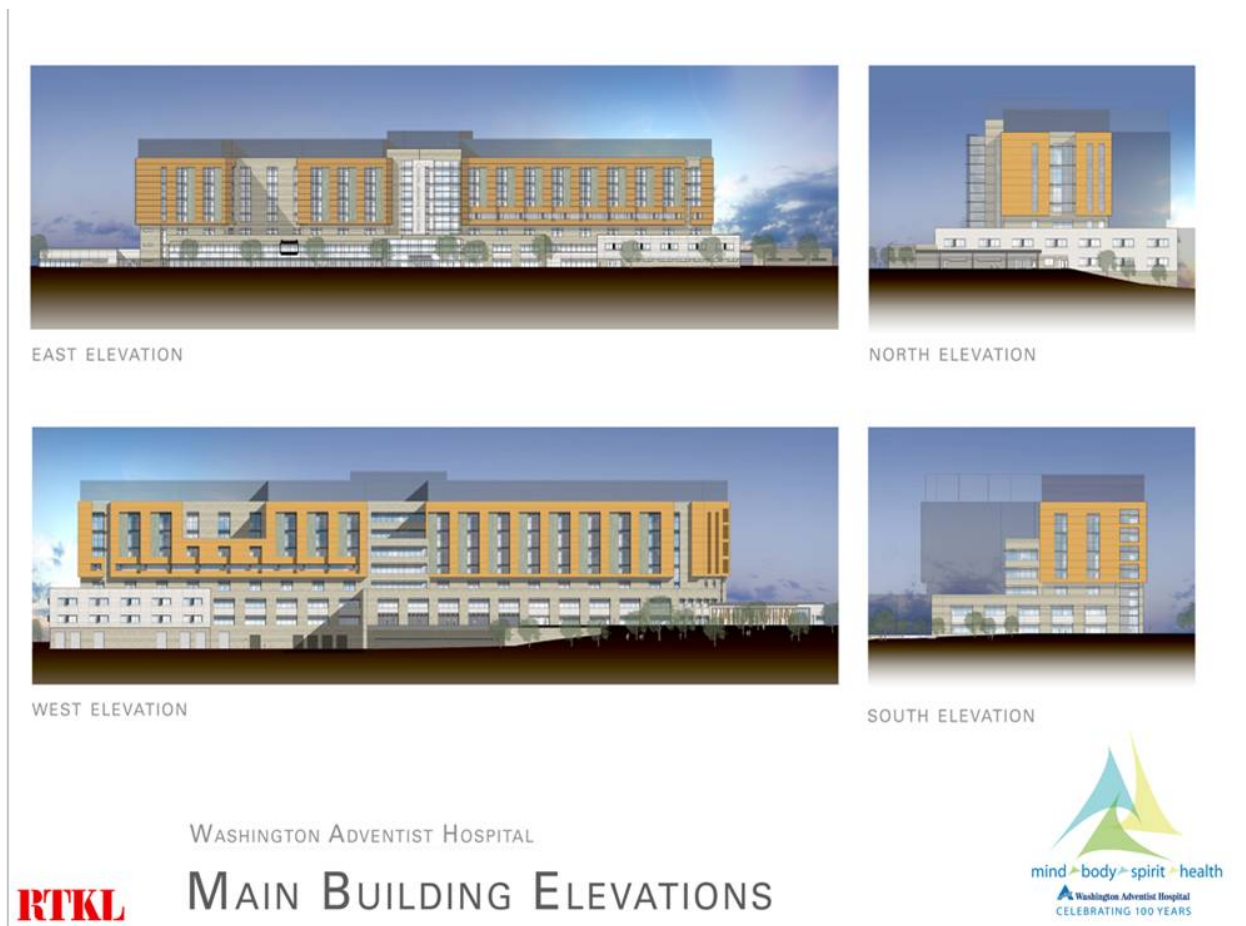 EAST ELEVATION
NORTH ELEVATION
WEST ELEVATION
SOUTH ELEVATION
WASHINGTON ADVENTIST HOSPITAL
MAIN BUILDING ELEVATIONS
RTKL
mind body spirit health
Washington Adventist Hospital
CELEBRATING 100 YEARS